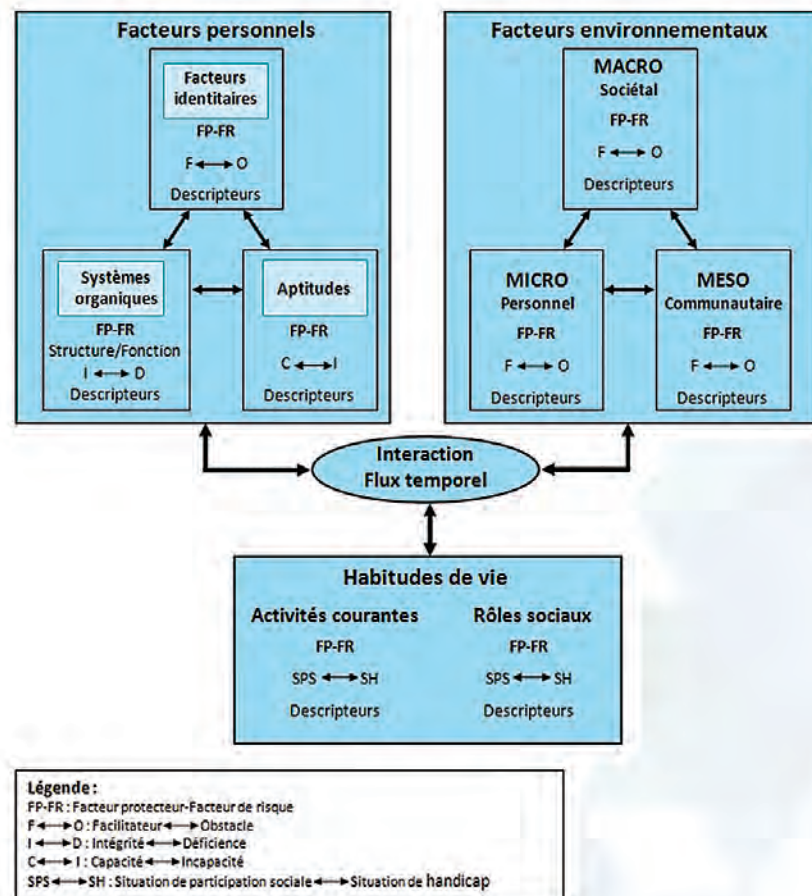 Facteurs personnels
Facteurs
identitaires
FP-FR
F ↔ O
Descripteurs
Systèmes
organiques
FP-FR
Structure/Fonction
I ↔ D
Descripteurs
Aptitudes
FP-FR
C ↔ I
Descripteurs
Facteurs environnementaux
MACRO
Sociétal
FP-FR
F ↔ O
Descripteurs
MICRO
Personnel
FP-FR
F ↔ O
Descripteurs
MESO
Communautaire
FP-FR
F ↔ O
Descripteurs
Interaction
Flux temporel
Habitudes de vie
Activités courantes
FP-FR
SPS ↔ SH
Descripteurs
Rôles sociaux
FP-FR
SPS ↔ SH
Descripteurs
Légende :
FP-FR : Facteur protecteur-Facteur de risque
F ↔ O : Facilitateur ↔ Obstacle
I ↔ D : Intégrité ↔ Déficience
C ↔ I : Capacité ↔ Incapacité
SPS ↔ SH : Situation de participation sociale ↔ Situation de handicap